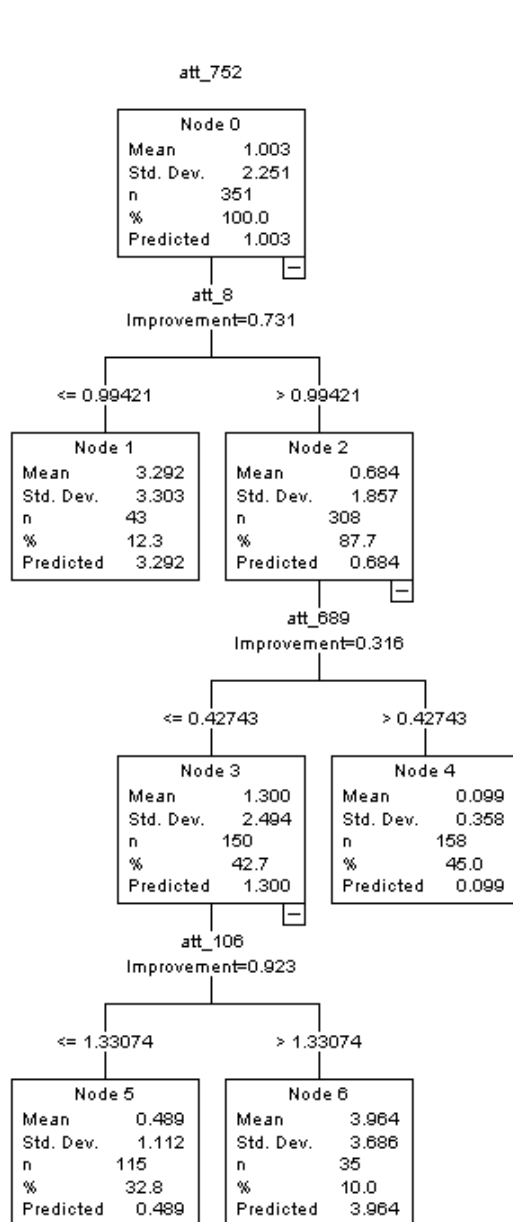 att_752
Node 0
Mean 1.003
Std. Dev. 2.251
n 351
% 100.0
Predicted 1.003
att_8
Improvement=0.731
<= 0.99421
> 0.99421
Node 1
Mean 3.292
Std. Dev. 3.303
n 43
% 12.3
Predicted 3.292
Node 2
Mean 0.684
Std. Dev. 1.857
n 308
% 87.7
Predicted 0.684
att_689
Improvement=0.316
<= 0.42743
> 0.42743
Node 3
Mean 1.300
Std. Dev. 2.494
n 150
% 42.7
Predicted 1.300
Node 4
Mean 0.099
Std. Dev. 0.358
n 158
% 45.0
Predicted 0.099
att_106
Improvement=0.923
<= 1.33074
> 1.33074
Node 5
Mean 0.489
Std. Dev. 1.112
n 115
% 32.8
Predicted 0.489
Node 6
Mean 3.964
Std. Dev. 3.686
n 35
% 10.0
Predicted 3.964